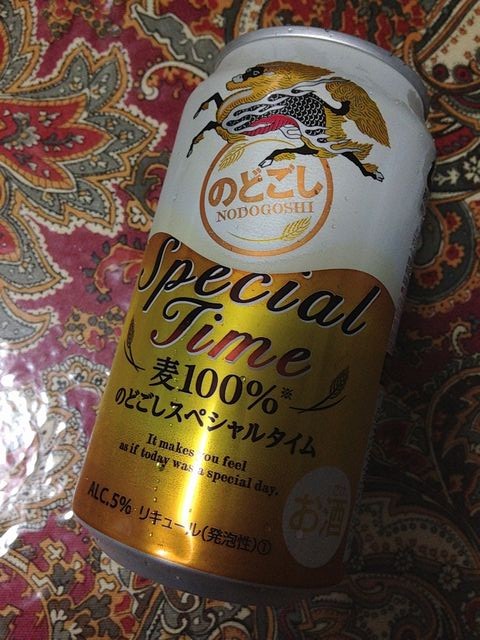 のどごし
NODOGOSHI
Special
Time
麦100%※
のどごしスペシャルタイム
It makes you feel
as if today was a special day.
お酒
ALC.5% リキュール(発泡性)①